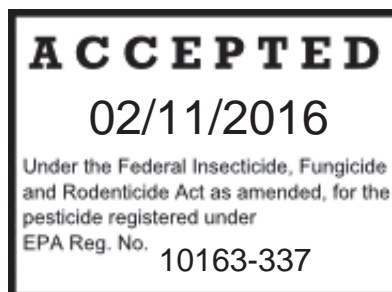 ACCEPTED
02/11/2016
Under the Federal Insecticide, Fungicide
and Rodenticide Act as amended, for the
pesticide registered under
EPA Reg. No. 10163-337